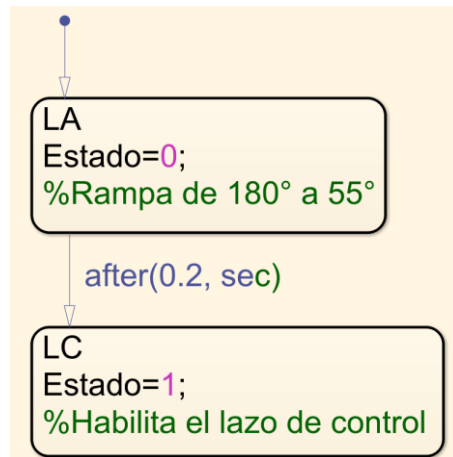 LA
Estado=0;
%Rampa de 180° a 55°
after(0.2, sec)
LC
Estado=1;
%Habilita el lazo de control